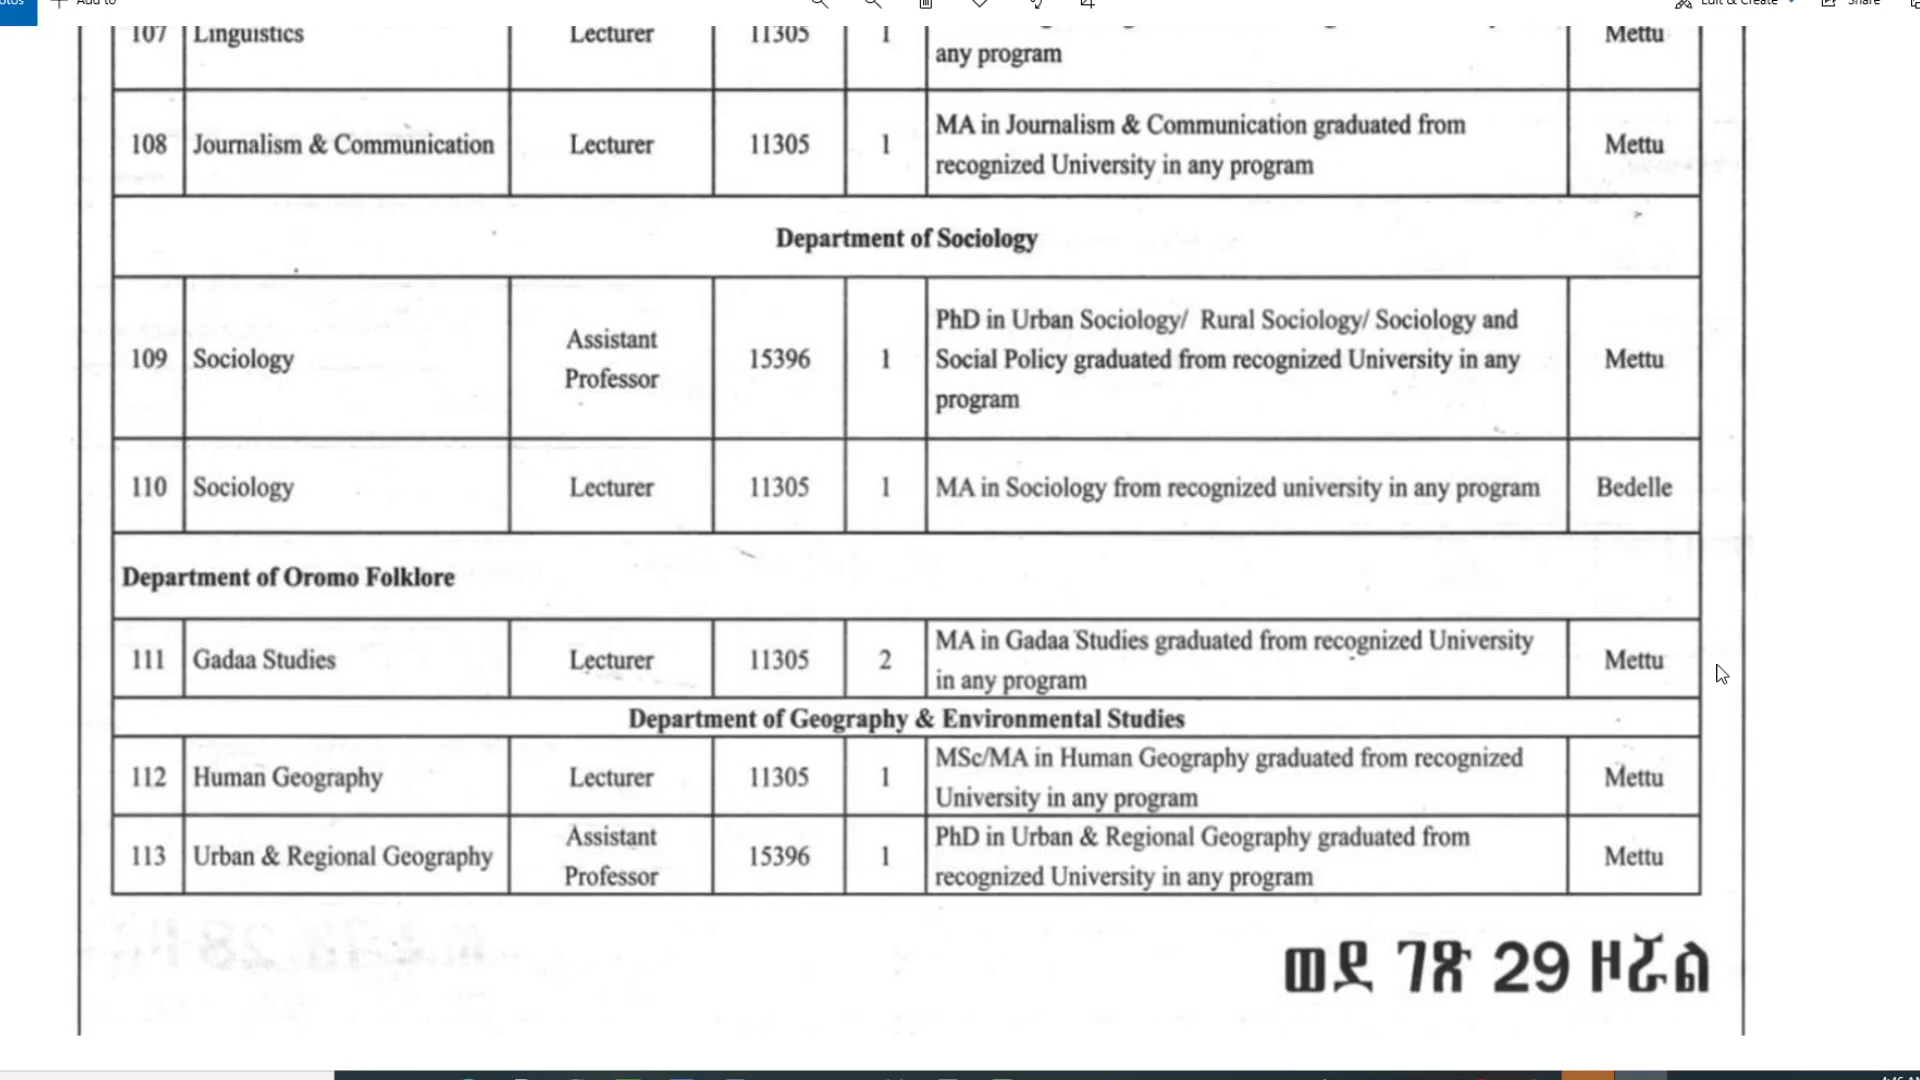 Add to
Edit & Create
Share
107 Linguistics Lecturer 11305 1 any program Mettu
108 Journalism & Communication Lecturer 11305 1 MA in Journalism & Communication graduated from
recognized University in any program Mettu
Department of Sociology
109 Sociology Assistant
Professor 15396 1 PhD in Urban Sociology/ Rural Sociology/ Sociology and
Social Policy graduated from recognized University in any
program Mettu
110 Sociology Lecturer 11305 1 MA in Sociology from recognized university in any program Bedelle
Department of Oromo Folklore
111 Gadaa Studies Lecturer 11305 2 MA in Gadaa Studies graduated from recognized University
in any program Mettu
Department of Geography & Environmental Studies
112 Human Geography Lecturer 11305 1 MSc/MA in Human Geography graduated from recognized
University in any program Mettu
113 Urban & Regional Geography Assistant
Professor 15396 1 PhD in Urban & Regional Geography graduated from
recognized University in any program Mettu
ወደ ገጽ 29 ዞሯል